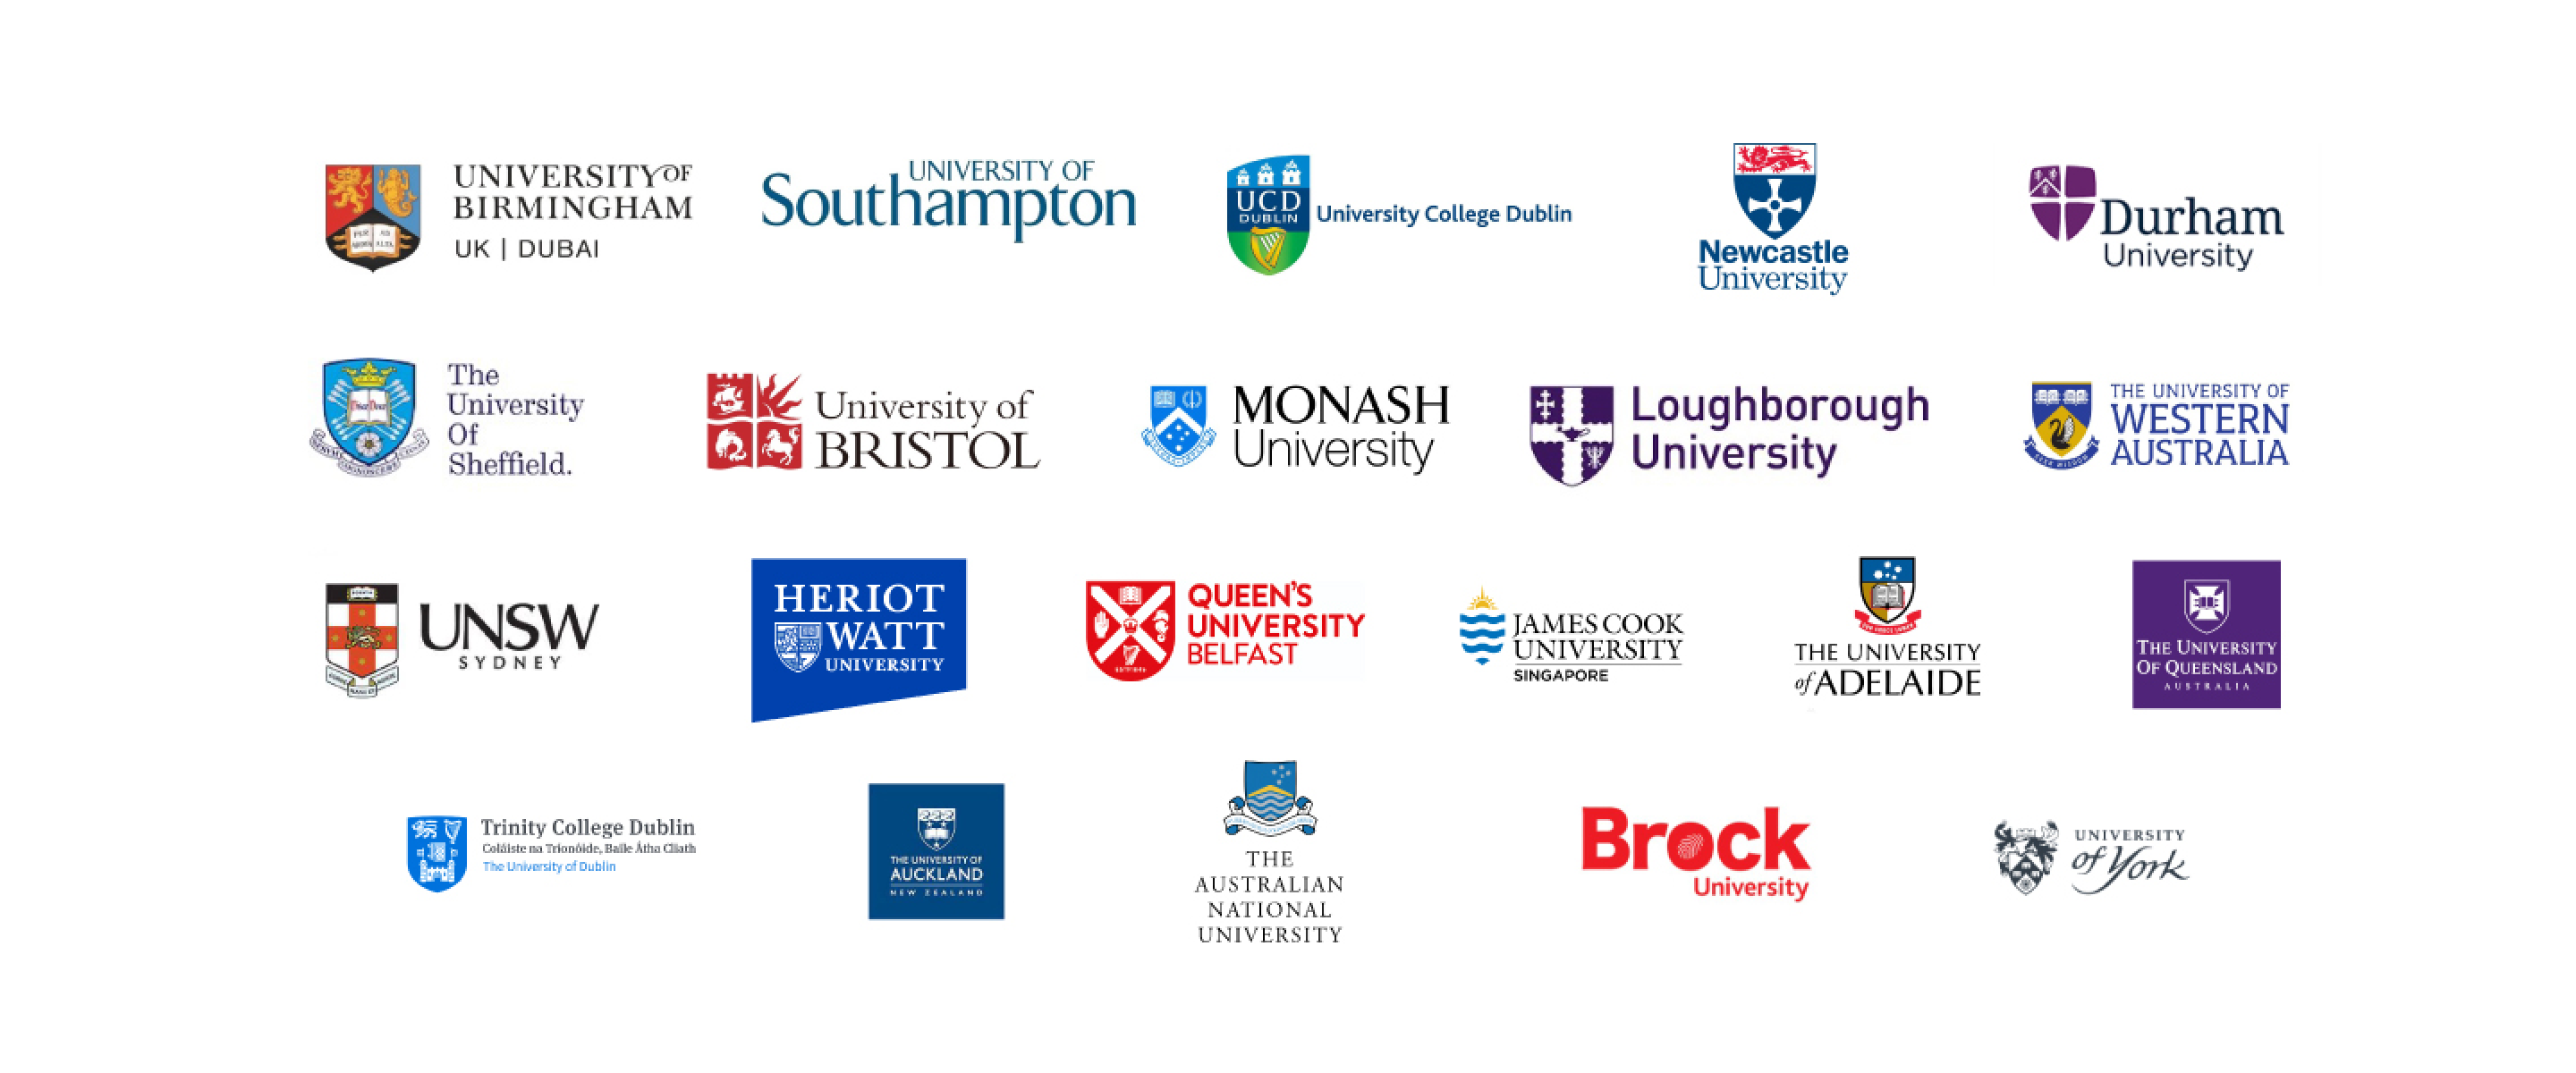 UNIVERSITY OF
BIRMINGHAM
UK | DUBAI
UNIVERSITY OF
Southampton
UCD
DUBLIN
University College Dublin
Newcastle
University
Durham
University
The
University
Of
Sheffield.
University of
BRISTOL
MONASH
University
Loughborough
University
THE UNIVERSITY OF
WESTERN
AUSTRALIA
UNSW
SYDNEY
HERIOT
WATT
UNIVERSITY
QUEEN'S
UNIVERSITY
BELFAST
JAMES COOK
UNIVERSITY
SINGAPORE
THE UNIVERSITY
of ADELAIDE
THE UNIVERSITY
OF QUEENSLAND
AUSTRALIA
Trinity College Dublin
Coláiste na Tríonóide, Baile Átha Cliath
The University of Dublin
THE UNIVERSITY OF
AUCKLAND
NEW ZEALAND
THE
AUSTRALIAN
NATIONAL
UNIVERSITY
Brock
University
UNIVERSITY
of York